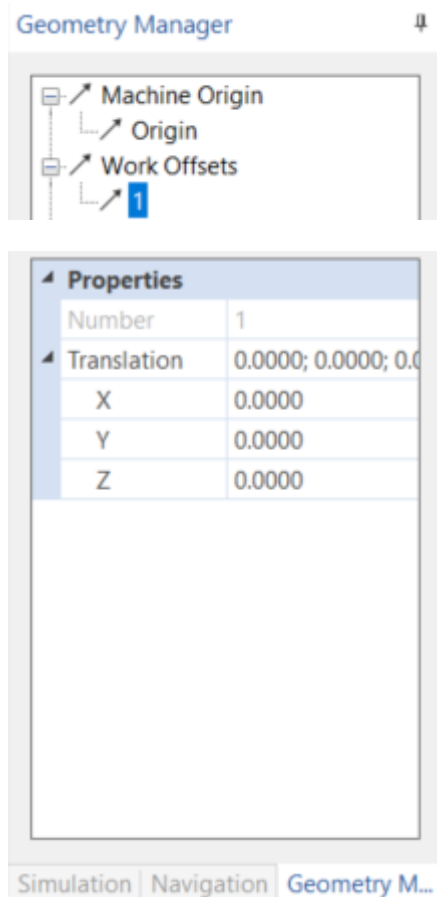 Geometry Manager
Machine Origin
Origin
Work Offsets
1
Properties
Number 1
Translation 0.0000; 0.0000; 0.0
X 0.0000
Y 0.0000
Z 0.0000
Simulation Navigation Geometry M...